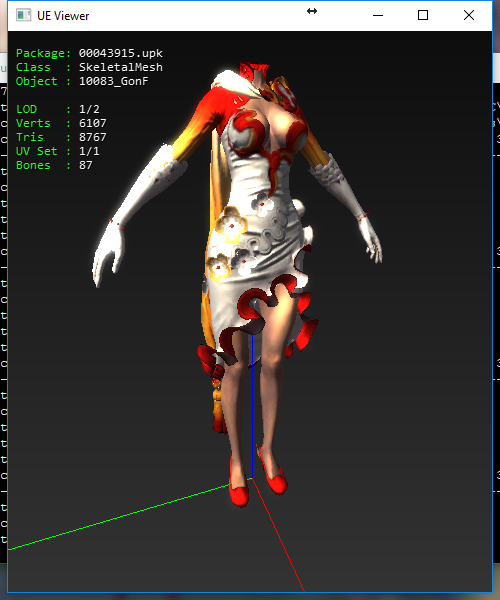 UE Viewer
Package: 00043915.upk
Class : SkeletalMesh
Object : 10083_GonF
LOD : 1/2
Verts : 6107
Tris : 8767
UV Set : 1/1
Bones : 87